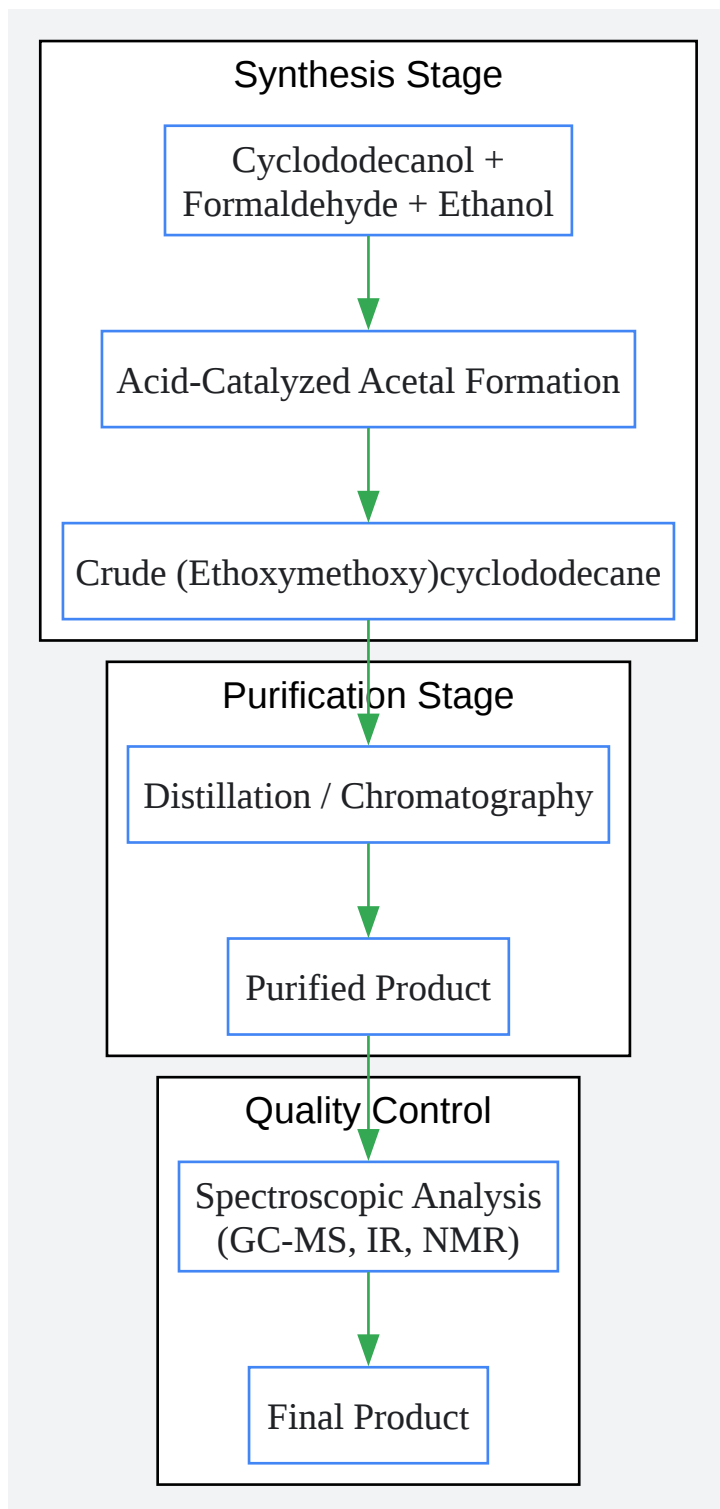 Synthesis Stage
Cyclododecanol +
Formaldehyde + Ethanol
Acid-Catalyzed Acetal Formation
Crude (Ethoxymethoxy)cyclododecane
Purification Stage
Distillation / Chromatography
Purified Product
Quality Control
Spectroscopic Analysis
(GC-MS, IR, NMR)
Final Product